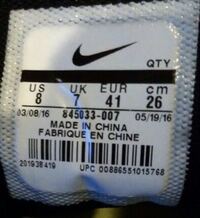 QTY
US UK EUR cm
8 7 41 26
03/08/16 845033-007 05/19/16
MADE IN CHINA
FABRIQUE EN CHINE
201938419 UPC 00886551015768